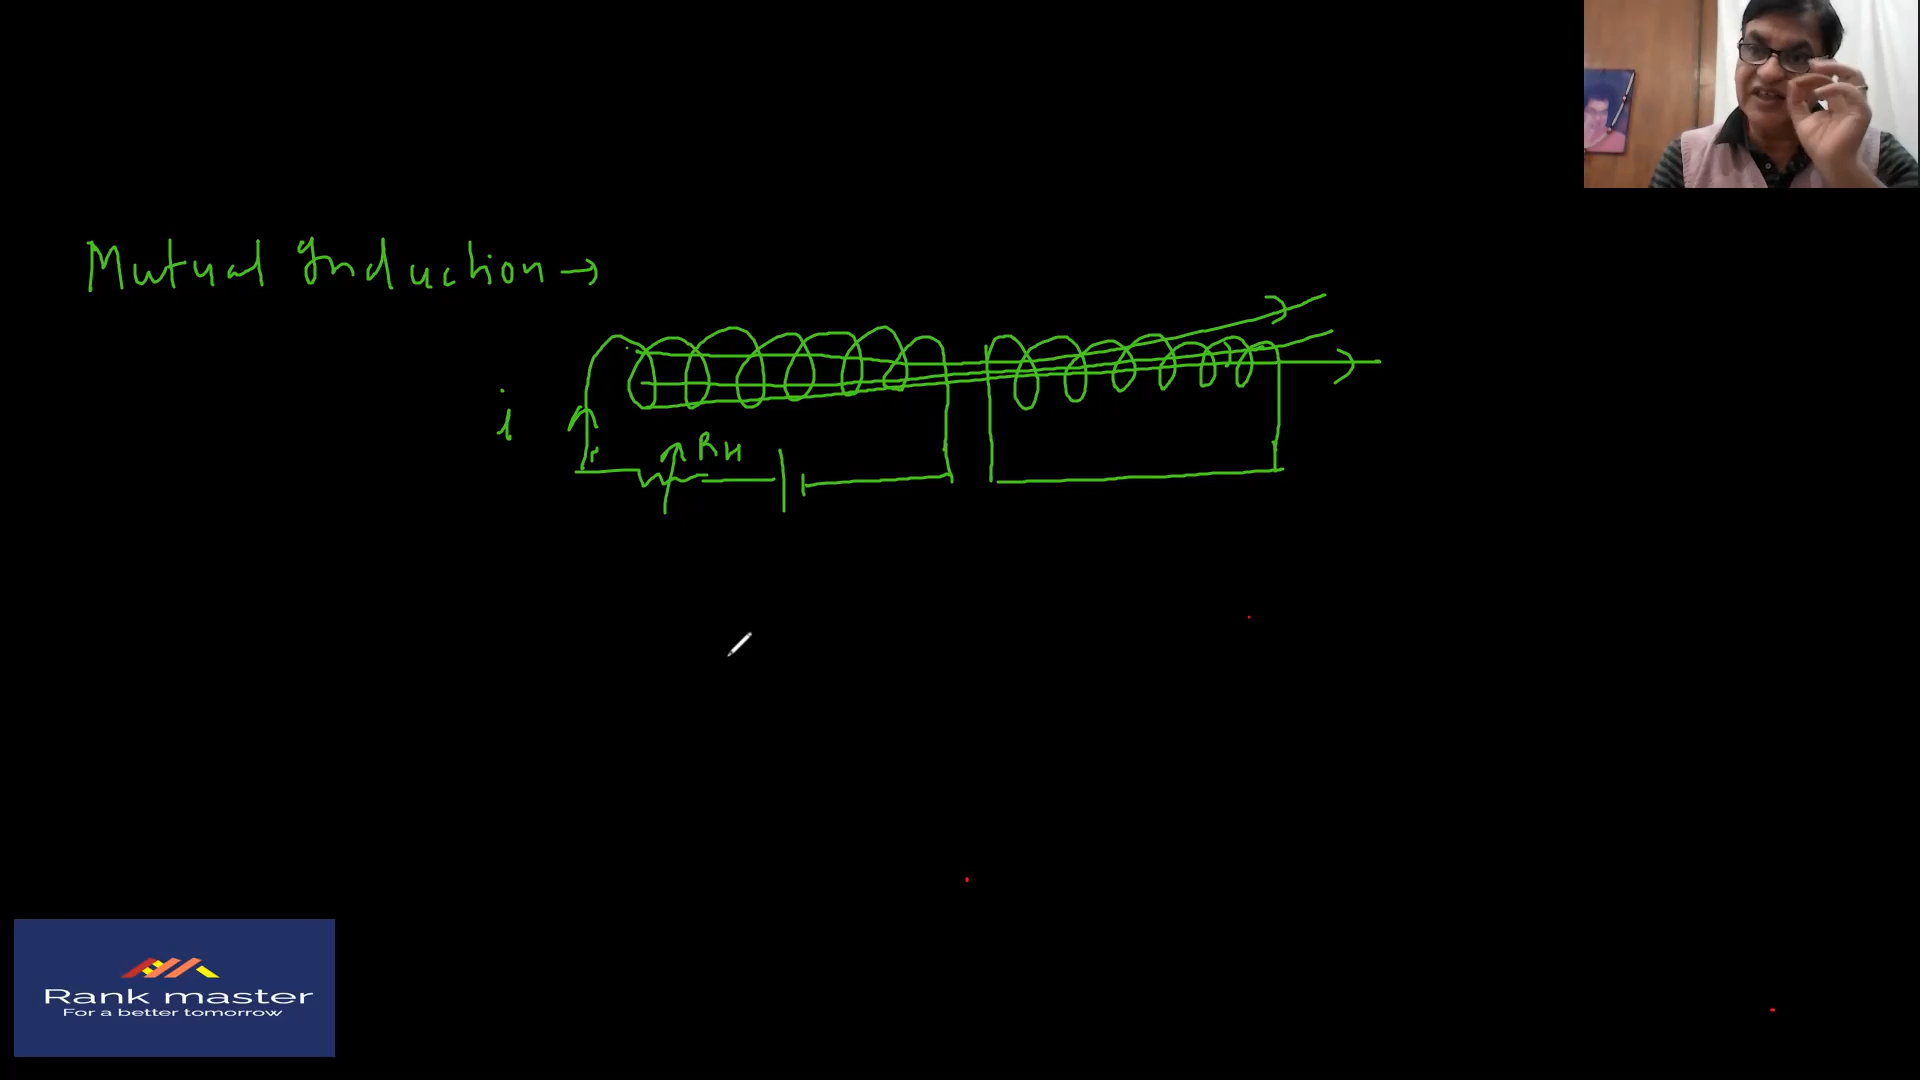 Mutual Induction →
i
RH
Rank master
For a better tomorrow